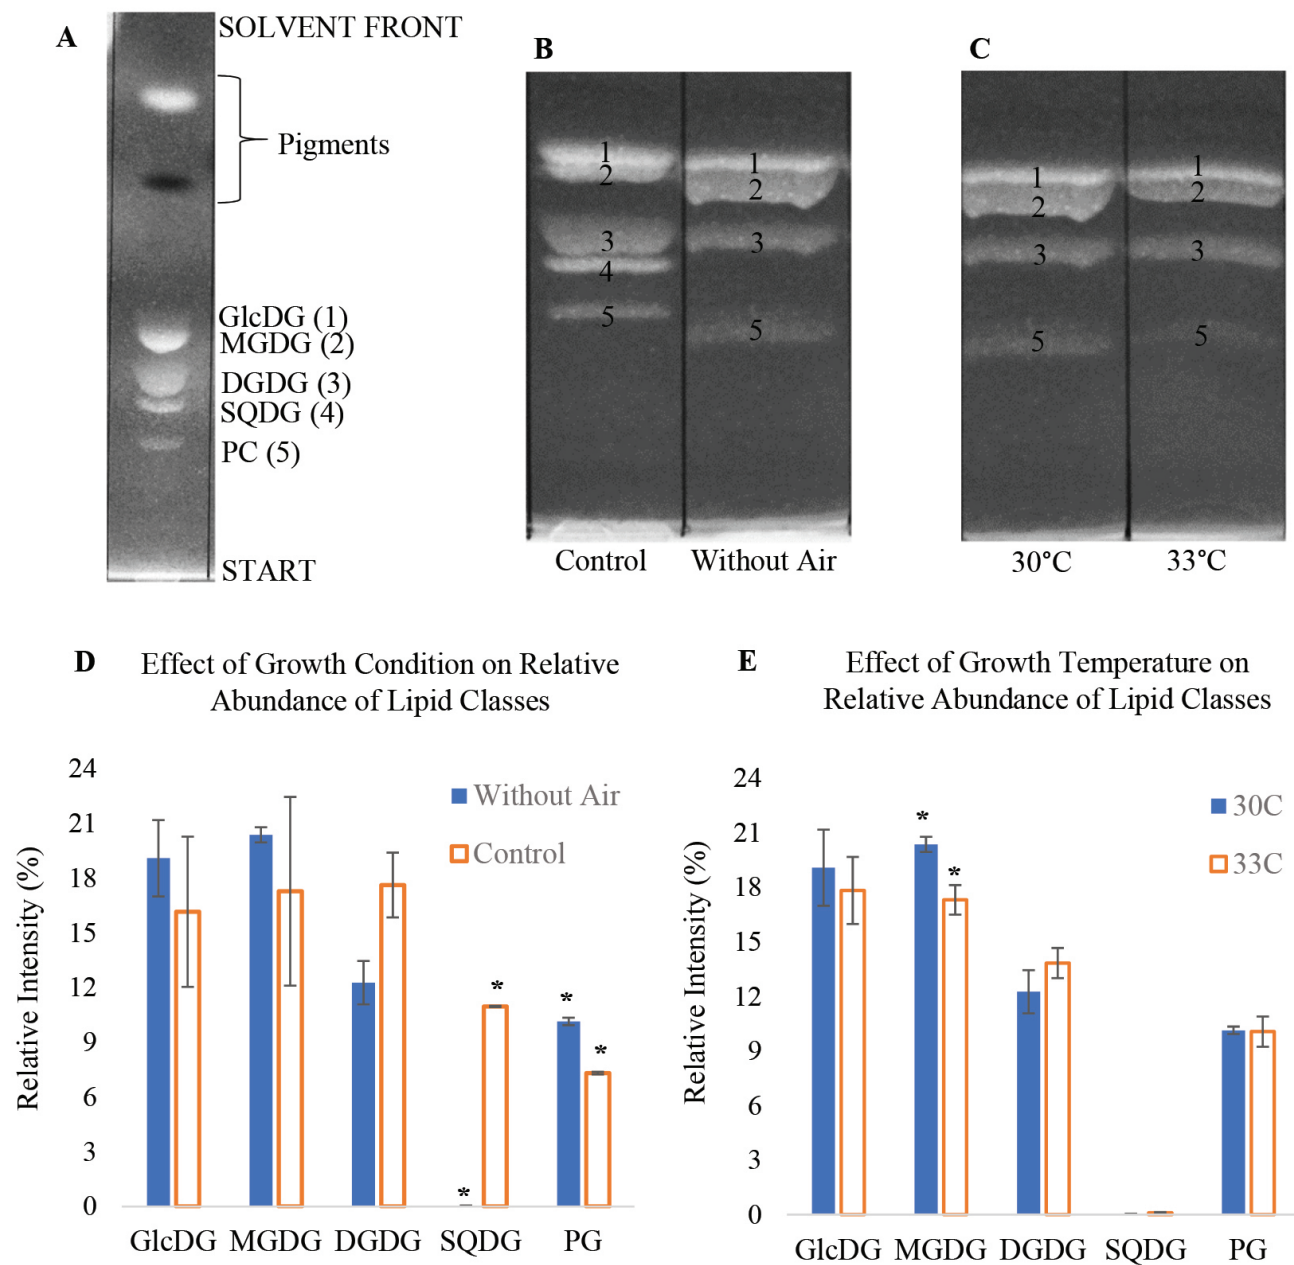 A
SOLVENT FRONT
Pigments
GlcDG (1)
MGDG (2)
DGDG (3)
SQDG (4)
PC (5)
START
B
1
2
3
4
5
1
2
3
5
Control
Without Air
C
1
2
3
5
1
2
3
5
30°C
33°C
D
Effect of Growth Condition on Relative
Abundance of Lipid Classes
Relative Intensity (%)
24
21
18
15
12
9
6
3
0
Without Air
Control
*
*
*
*
GlcDG
MGDG
DGDG
SQDG
PG
E
Effect of Growth Temperature on
Relative Abundance of Lipid Classes
Relative Intensity (%)
24
21
18
15
12
9
6
3
0
30C
33C
*
*
GlcDG
MGDG
DGDG
SQDG
PG